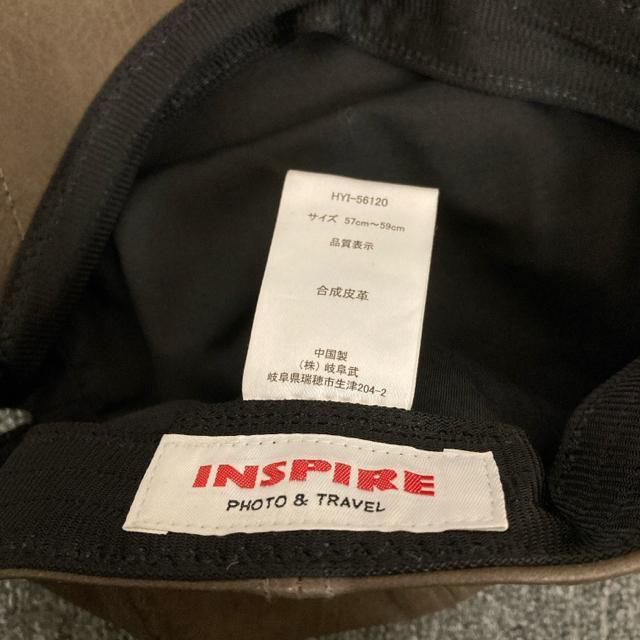 HYI-56120
サイズ 57cm～59cm
品質表示
合成皮革
中国製
(株) 岐阜武
岐阜県瑞穂市生津204-2
INSPIRE
PHOTO & TRAVEL